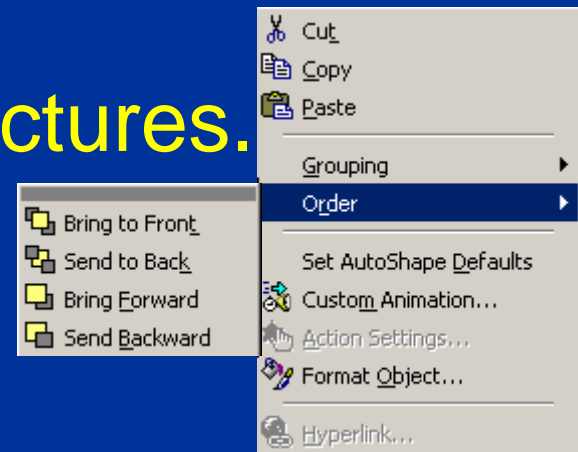 ctures.
Cut
Copy
Paste
Grouping
Order
Bring to Front
Send to Back
Bring Forward
Send Backward
Set AutoShape Defaults
Custom Animation...
Action Settings...
Format Object...
Hyperlink...